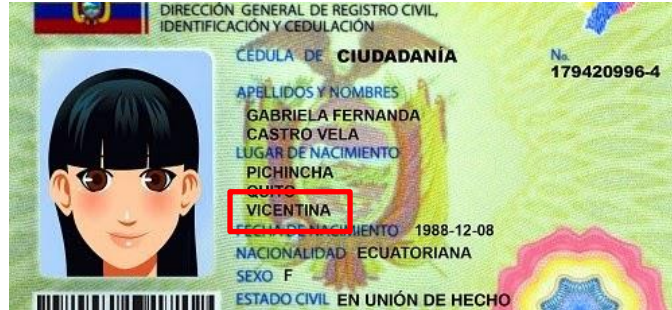 DIRECCIÓN GENERAL DE REGISTRO CIVIL,
IDENTIFICACIÓN Y CEDULACIÓN
CÉDULA DE CIUDADANÍA
No.
179420996-4
APELLIDOS Y NOMBRES
GABRIELA FERNANDA
CASTRO VELA
LUGAR DE NACIMIENTO
PICHINCHA
QUITO
VICENTINA
FECHA DE NACIMIENTO 1988-12-08
NACIONALIDAD ECUATORIANA
SEXO F
ESTADO CIVIL EN UNIÓN DE HECHO